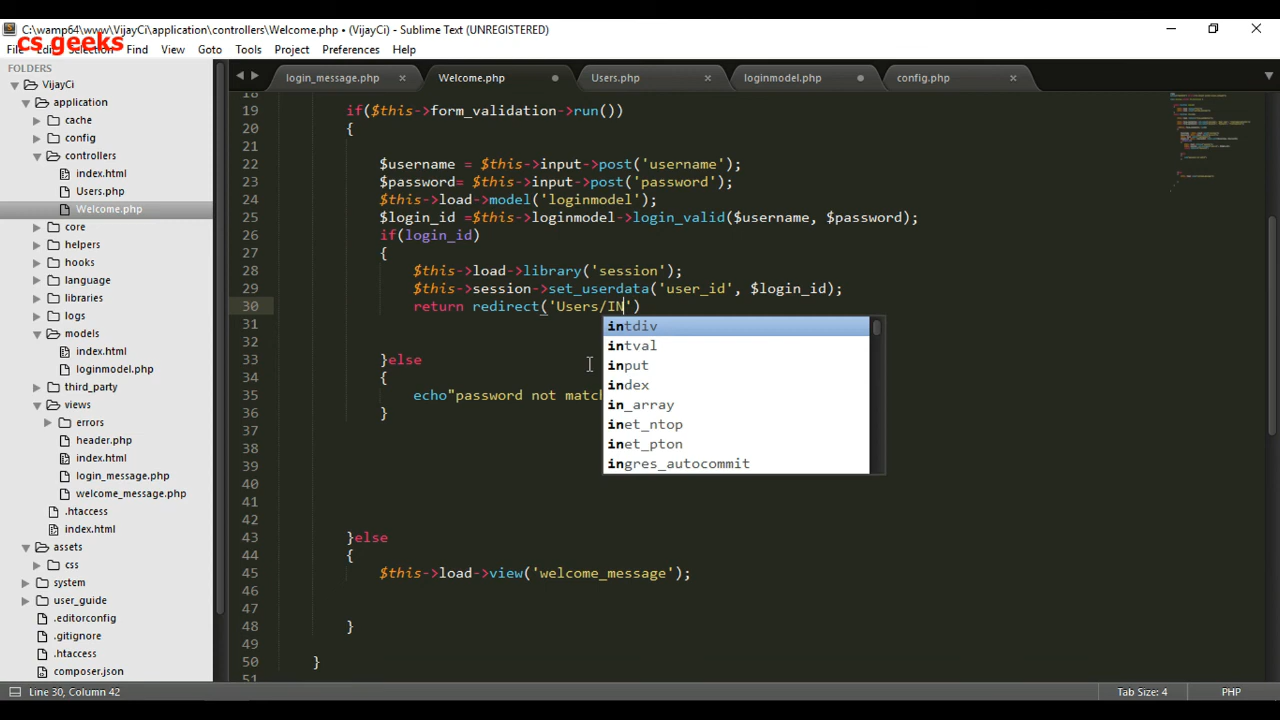 C:\wamp64\www\VijayCi\application\controllers\Welcome.php • (VijayCi) - Sublime Text (UNREGISTERED)
cs geeks
File Edit Selection Find View Goto Tools Project Preferences Help
FOLDERS
VijayCi
application
cache
config
controllers
index.html
Users.php
Welcome.php
core
helpers
hooks
language
libraries
logs
models
index.html
loginmodel.php
third_party
views
errors
header.php
index.html
login_message.php
welcome_message.php
.htaccess
index.html
assets
css
system
user_guide
.editorconfig
.gitignore
.htaccess
composer.json
login_message.php Welcome.php Users.php loginmodel.php config.php
18
19 if($this->form_validation->run())
20 {
21
22 $username = $this->input->post('username');
23 $password= $this->input->post('password');
24 $this->load->model('loginmodel');
25 $login_id =$this->loginmodel->login_valid($username, $password);
26 if(login_id)
27 {
28 $this->load->library('session');
29 $this->session->set_userdata('user_id', $login_id);
30 return redirect('Users/IN')
31
32
33 }else
34 {
35 echo"password not matc
36 }
37
38
39
40
41
42
43 }else
44 {
45 $this->load->view('welcome_message');
46
47
48 }
49
50 }
51
intdiv
intval
input
index
in_array
inet_ntop
inet_pton
ingres_autocommit
Line 30, Column 42 Tab Size: 4 PHP